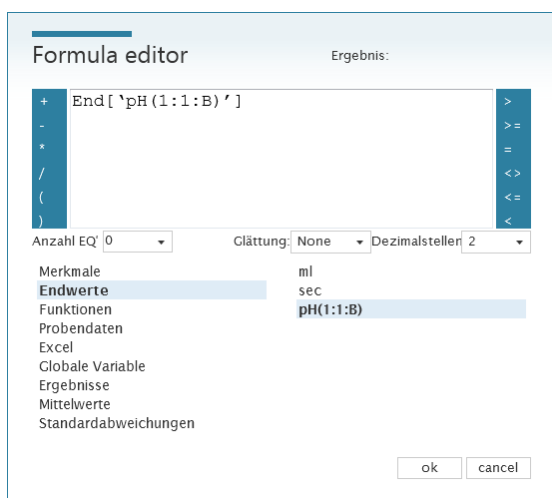 Formula editor
Ergebnis:
+
-
*
/
(
)
End[‘pH(1:1:B)’]
>
>=
=
<>
<=
<
Anzahl EQ' 0
Glättung: None
Dezimalstellen 2
Merkmale
Endwerte
Funktionen
Probendaten
Excel
Globale Variable
Ergebnisse
Mittelwerte
Standardabweichungen
ml
sec
pH(1:1:B)
ok
cancel